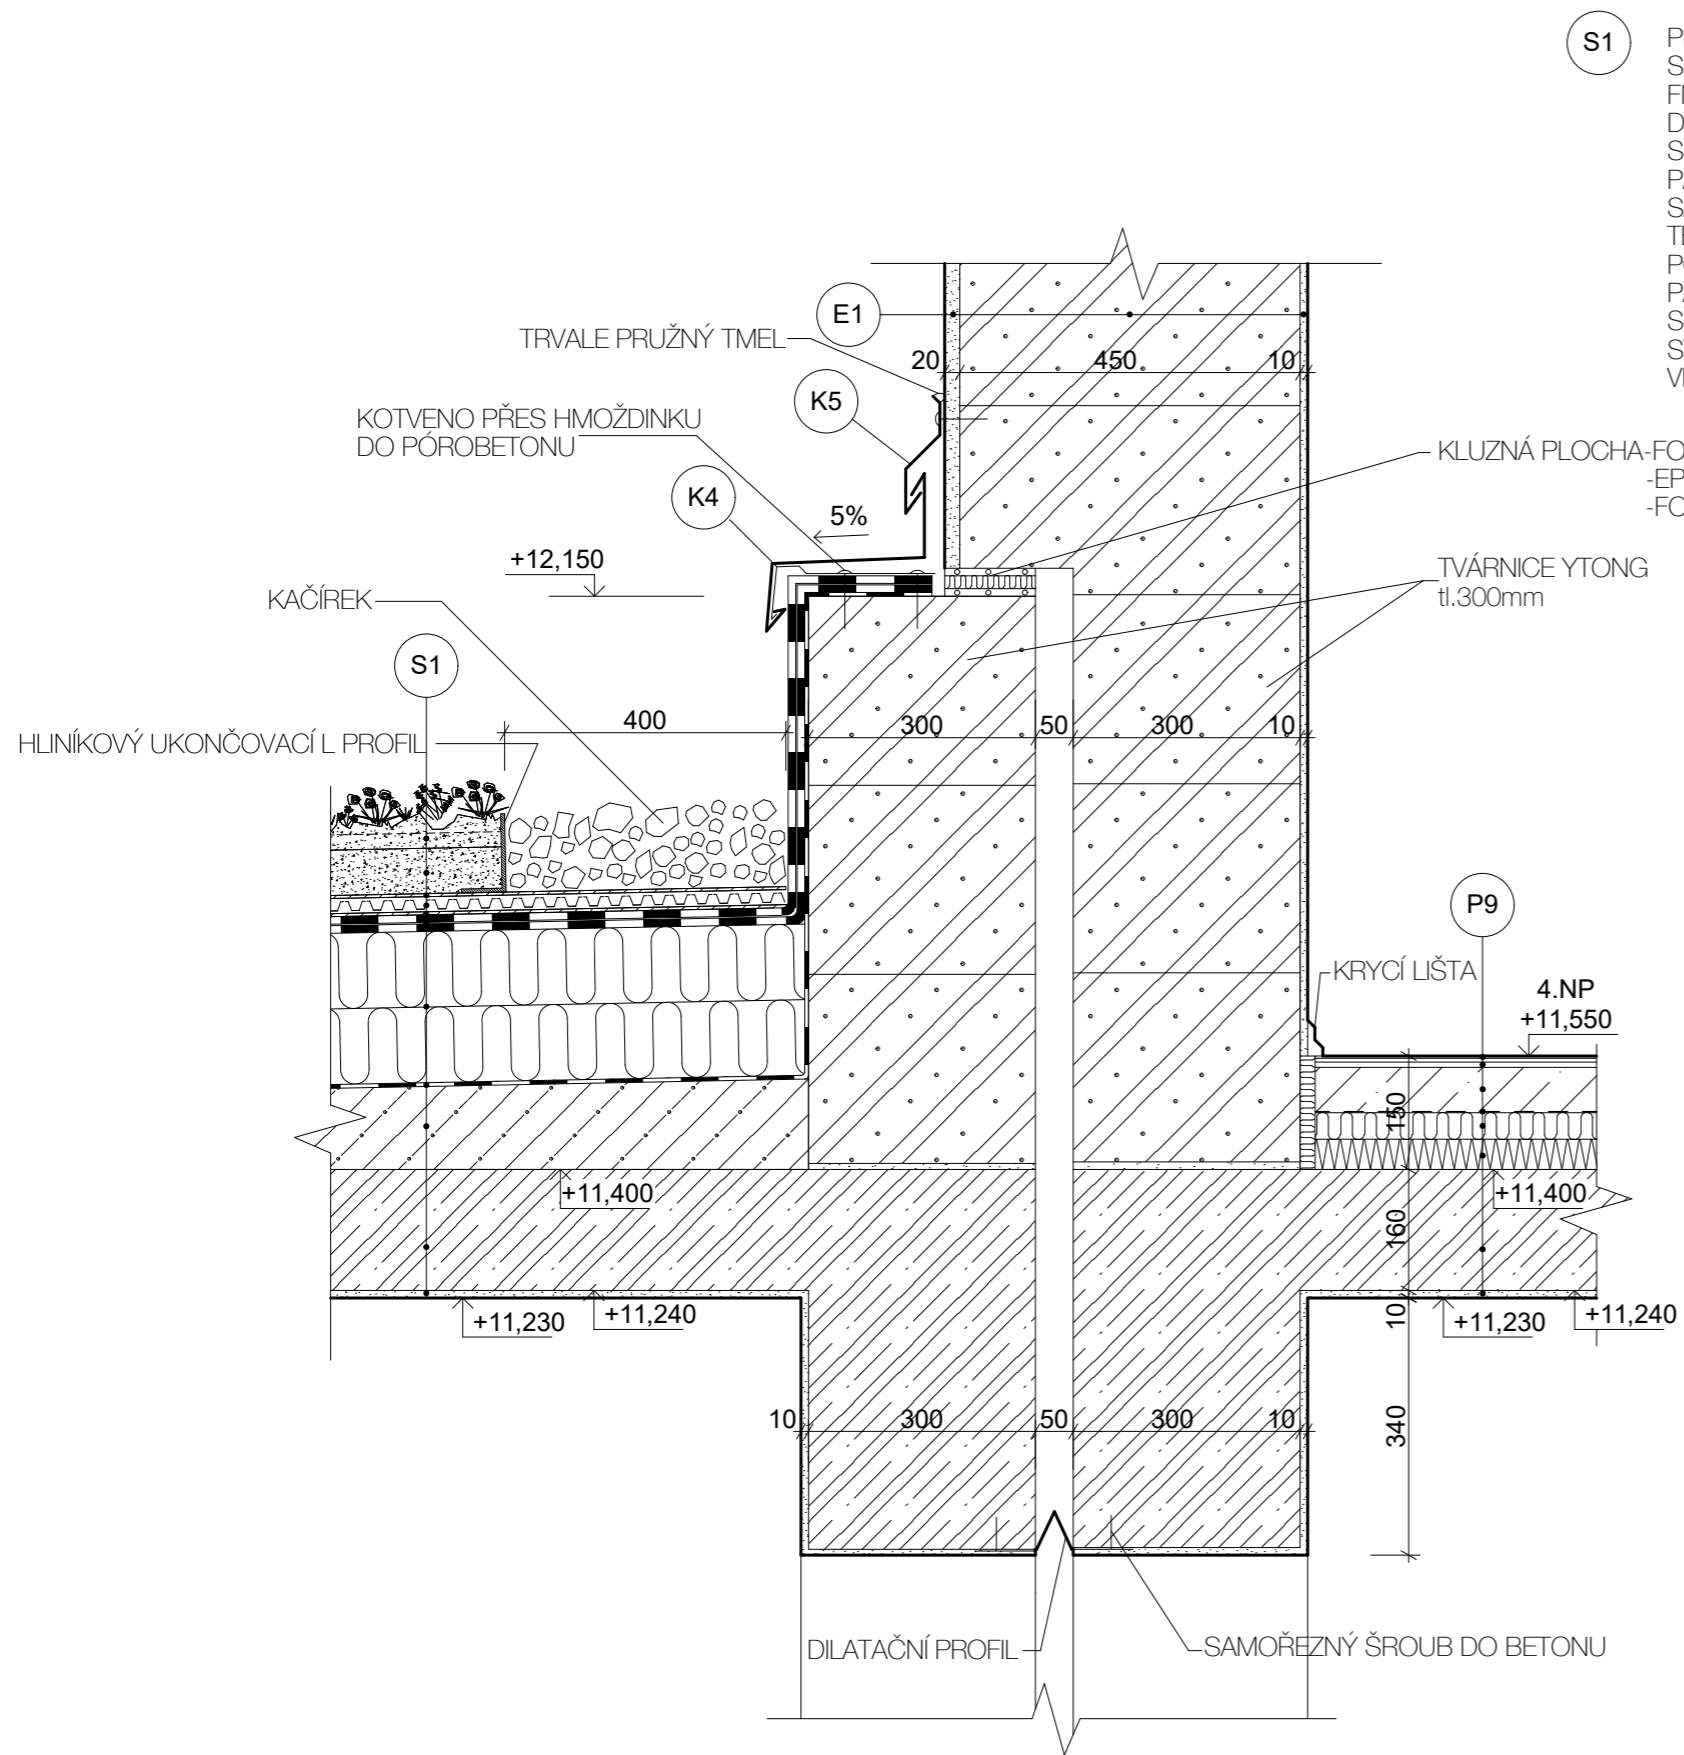 S1
E1
TRVALE PRUŽNÝ TMEL
20
450
10
K5
KOTVENO PŘES HMOŽDINKU
DO PÓROBETONU
KLUZNÁ PLOCHA-FO
-EP
-FO
K4
5%
+12,150
TVÁRNICE YTONG
tl.300mm
KAČÍREK
S1
400
300
50
300
10
HLINÍKOVÝ UKONČOVACÍ L PROFIL
P9
KRYCÍ LIŠTA
4.NP
+11,550
150
+11,400
+11,400
160
+11,230
+11,240
10
+11,230
+11,240
10
300
50
300
10
340
DILATAČNÍ PROFIL
SAMOŘEZNÝ ŠROUB DO BETONU